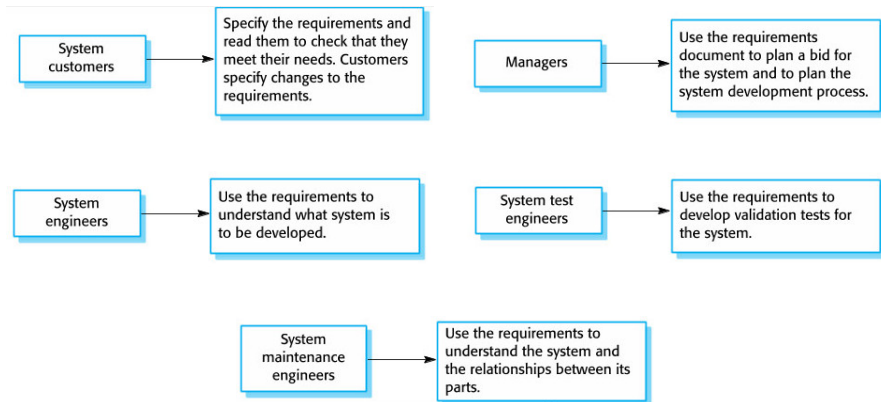 System
customers
Specify the requirements and
read them to check that they
meet their needs. Customers
specify changes to the
requirements.
Managers
Use the requirements
document to plan a bid for
the system and to plan the
system development process.
System
engineers
Use the requirements to
understand what system is
to be developed.
System test
engineers
Use the requirements to
develop validation tests for
the system.
System
maintenance
engineers
Use the requirements to
understand the system and
the relationships between its
parts.